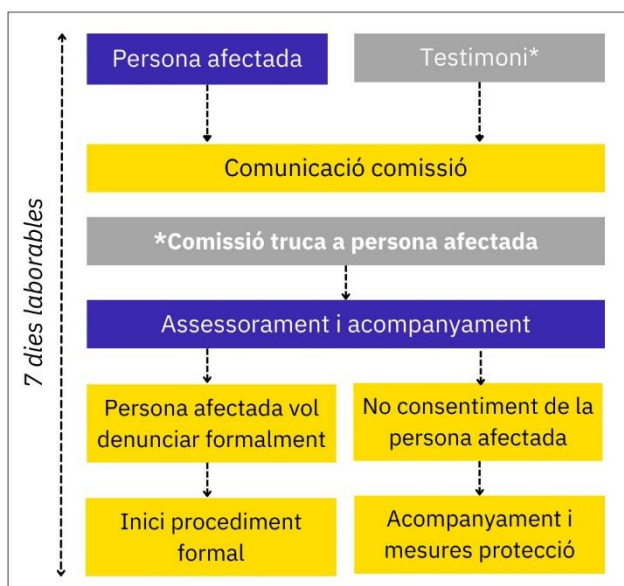 7 dies laborables
Persona afectada
Testimoni*
Comunicació comissió
*Comissió truca a persona afectada
Assessorament i acompanyament
Persona afectada vol
denunciar formalment
No consentiment de la
persona afectada
Inici procediment
formal
Acompanyament i
mesures protecció